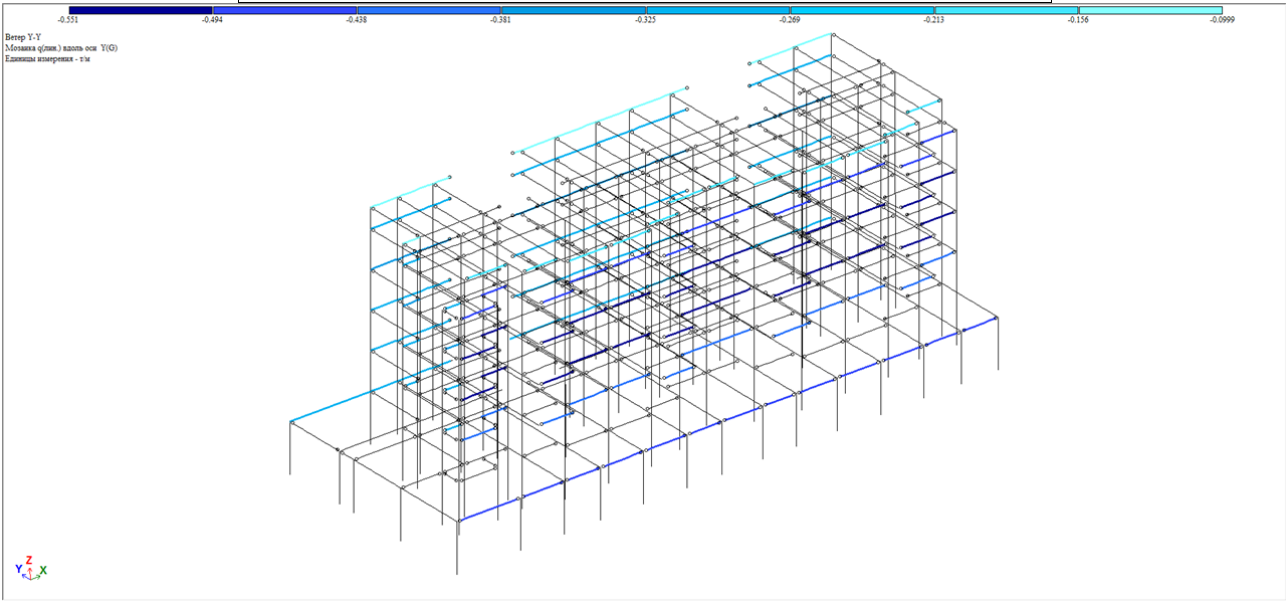 -0.551 -0.494 -0.438 -0.381 -0.325 -0.269 -0.213 -0.156 -0.0999
Ветер Y-Y
Мозаика q(лин.) вдоль оси Y(G)
Единицы измерения - т/м
Z
Y X